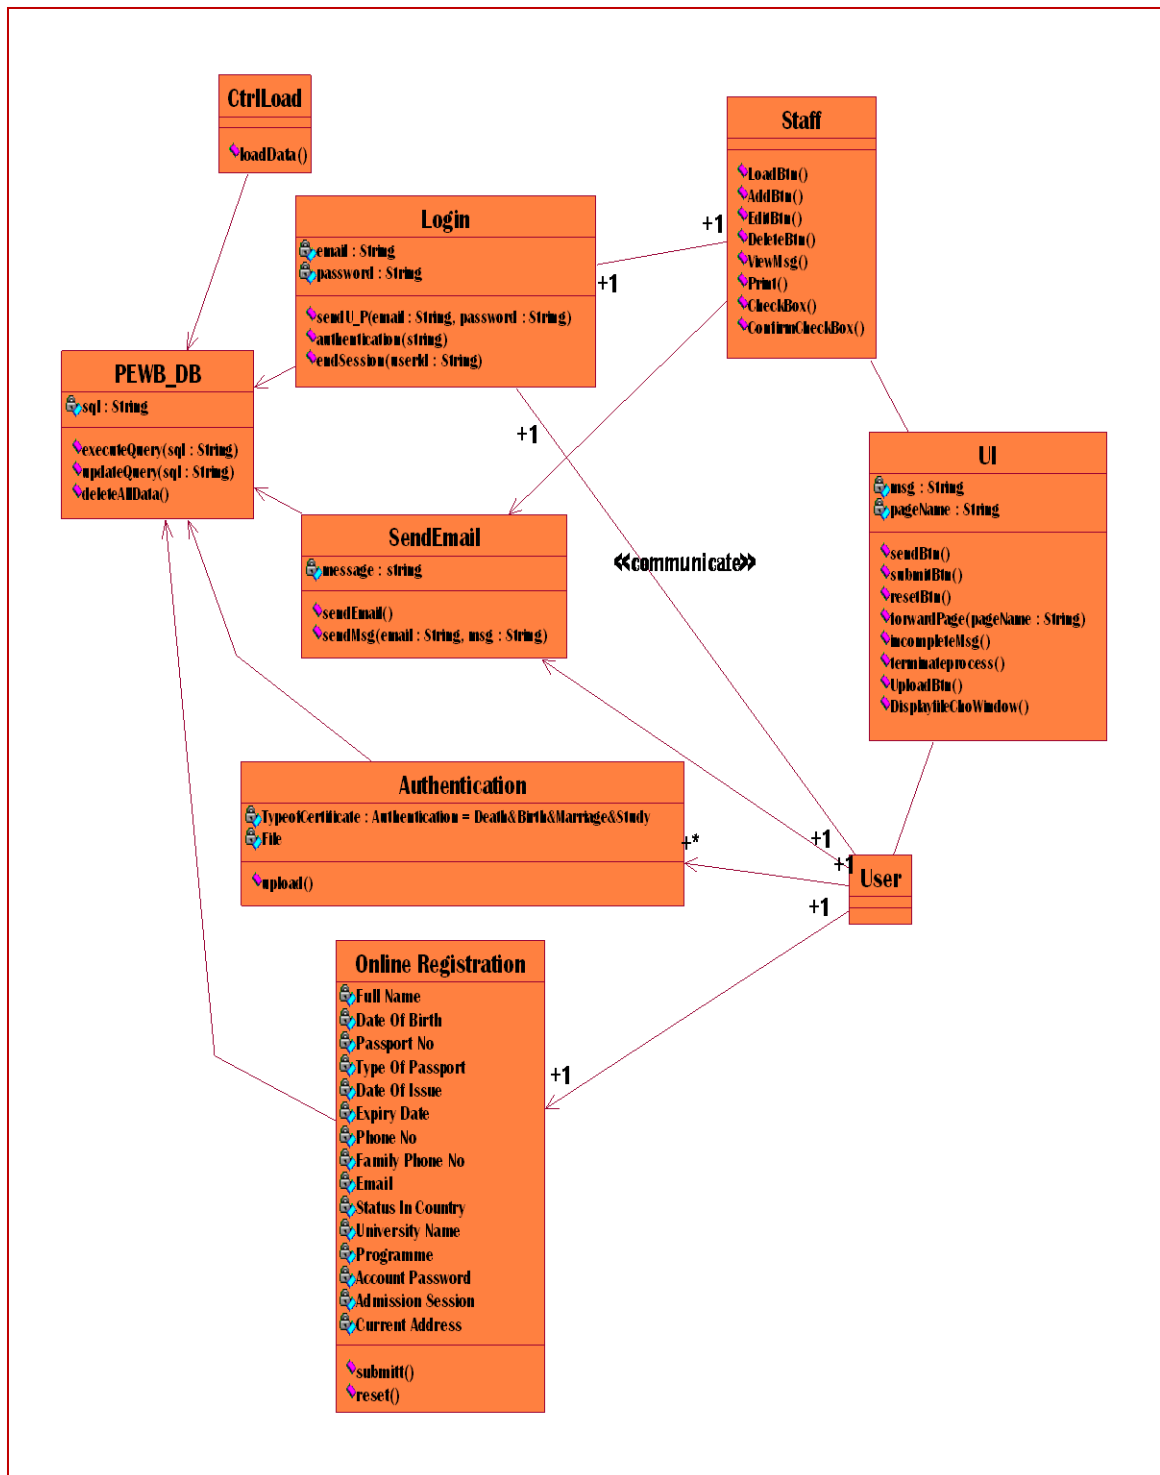 CtrlLoad
loadData()
Staff
LoadBtn()
AddBtn()
EditBtn()
DeleteBtn()
ViewMsg()
Print()
CheckBox()
ConfirmCheckBox()
Login
email : String
password : String
sendU_P(email : String, password : String)
authentication(string)
endSession(userId : String)
+1
+1
PEWB_DB
sql : String
executeQuery(sql : String)
updateQuery(sql : String)
deleteAllData()
+1
UI
msg : String
pageName : String
sendBtn()
submitBtn()
resetBtn()
forwardPage(pageName : String)
incompleteMsg()
terminateprocess()
UploadBtn()
DisplayfileChoWindow()
SendEmail
message : string
sendEmail()
sendMsg(email : String, msg : String)
«communicate»
Authentication
TypeofCertificate : Authentication = Death&Birth&Marriage&Study
File
upload()
+*
+1
+1
User
+1
Online Registration
Full Name
Date Of Birth
Passport No
Type Of Passport
Date Of Issue
Expiry Date
Phone No
Family Phone No
Email
Status In Country
University Name
Programme
Account Password
Admission Session
Current Address
submitt()
reset()
+1